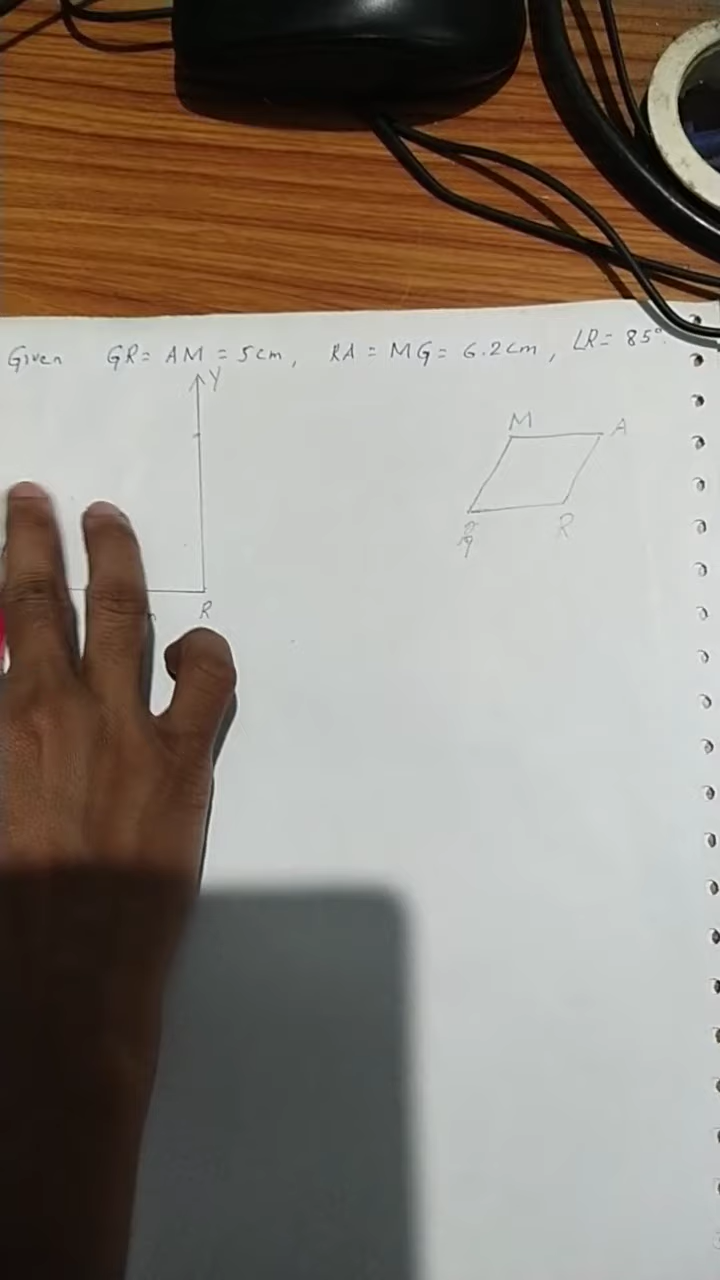 Given GR = AM = 5cm, RA = MG = 6.2cm, ∠R = 85°.
Y
M A
R
R